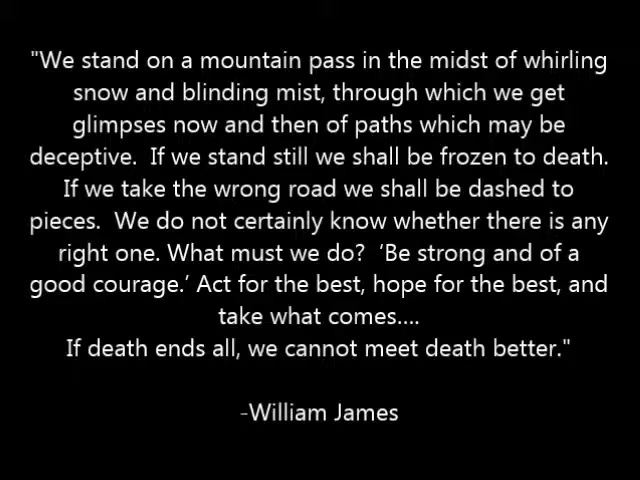 "We stand on a mountain pass in the midst of whirling
snow and blinding mist, through which we get
glimpses now and then of paths which may be
deceptive.  If we stand still we shall be frozen to death.
If we take the wrong road we shall be dashed to
pieces.  We do not certainly know whether there is any
right one. What must we do?  ‘Be strong and of a
good courage.’ Act for the best, hope for the best, and
take what comes….
If death ends all, we cannot meet death better."
-William James